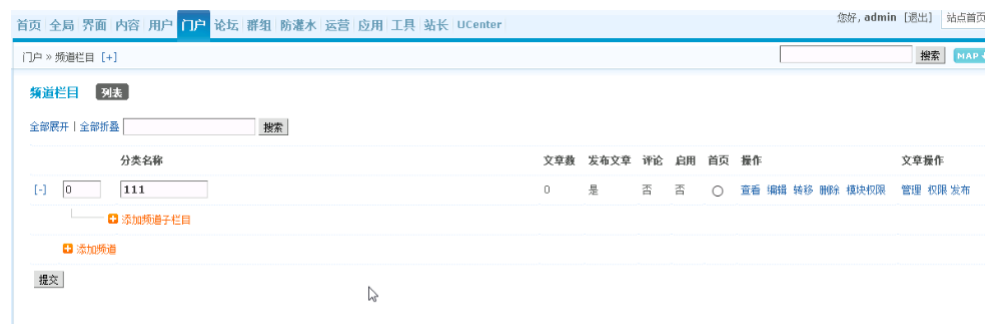 您好, admin [退出] 站点首页
首页 全局 界面 内容 用户 门户 论坛 群组 防灌水 运营 应用 工具 站长 UCenter
门户 » 频道栏目 [+] 搜索 MAP
频道栏目 列表
全部展开 | 全部折叠 搜索
分类名称 文章数 发布文章 评论 启用 首页 操作 文章操作
[-] 0 111 0 是 否 否 查看 编辑 转移 删除 模块权限 管理 权限 发布
添加频道子栏目
添加频道
提交